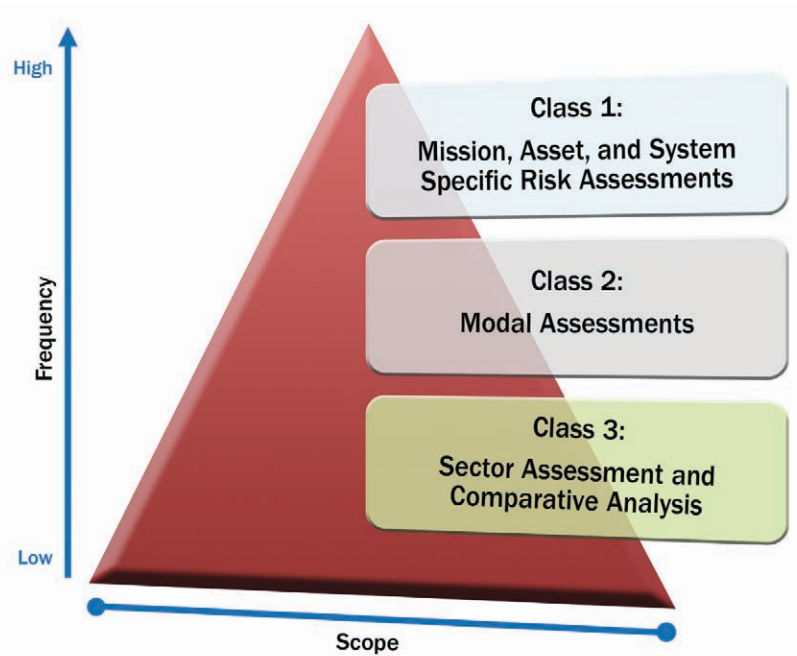 High
Class 1:
Mission, Asset, and System
Specific Risk Assessments
Class 2:
Modal Assessments
Frequency
Class 3:
Sector Assessment and
Comparative Analysis
Low
Scope